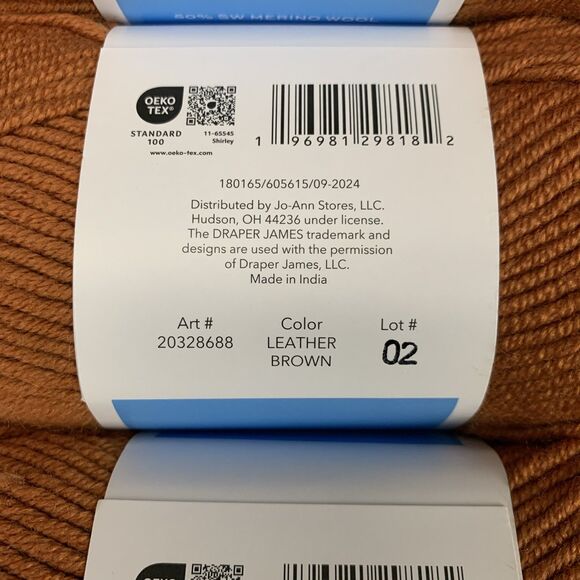 50% SW MERINO WOOL
OEKO
TEX®
STANDARD
100
11-65545
Shirley
www.oeko-tex.com
1 96981 29818 2
180165/605615/09-2024
Distributed by Jo-Ann Stores, LLC.
Hudson, OH 44236 under license.
The DRAPER JAMES trademark and
designs are used with the permission
of Draper James, LLC.
Made in India
Art #
20328688
Color
LEATHER
BROWN
Lot #
02
OEKO